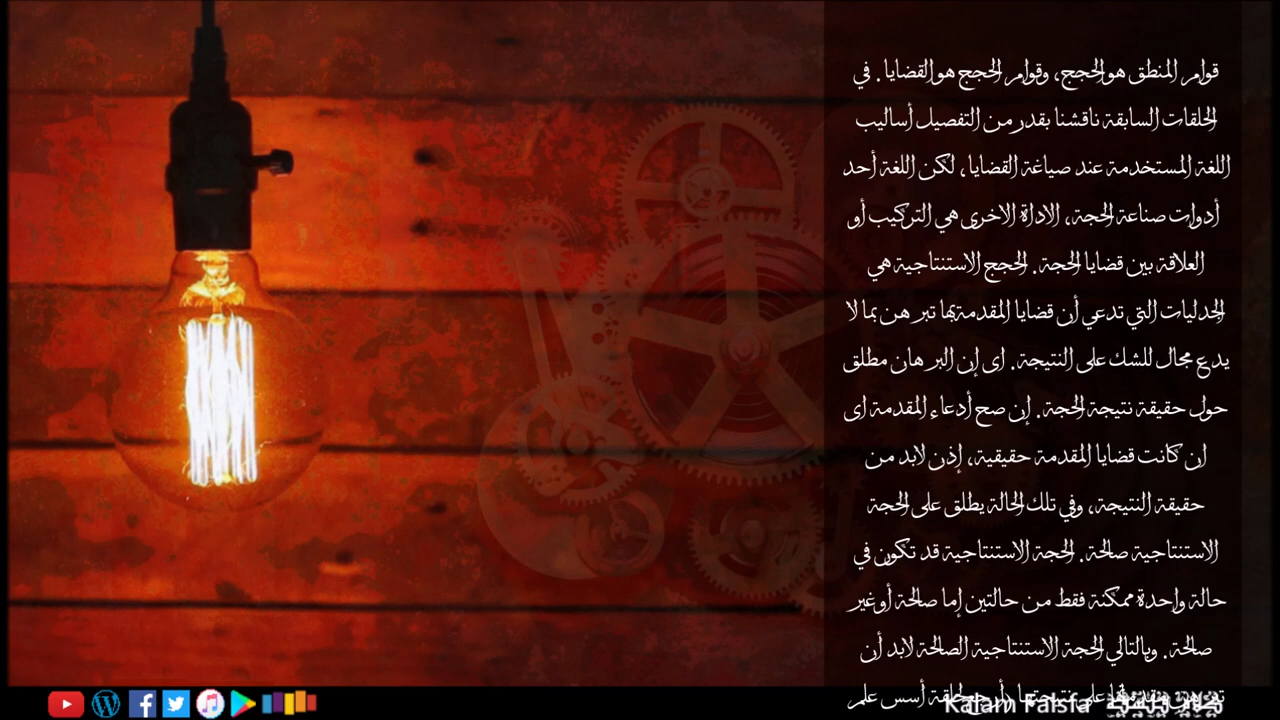 قوام المنطق هو الحجج، وقوام الحجج هو القضايا. في
الحلقات السابقة ناقشنا بقدر من التفصيل أساليب
اللغة المستخدمة عند صياغة القضايا، لكن اللغة أحد
أدوات صناعة الحجة، الاداة الاخرى هي التركيب أو
العلاقة بين قضايا الحجة. الحجج الاستنتاجية هي
الجدليات التي تدعي أن قضايا المقدمة بها تبرهن بما لا
يدع مجال للشك على النتيجة. اى إن البرهان مطلق
حول حقيقة نتيجة الحجة. إن صح أدعاء المقدمة اى
ان كانت قضايا المقدمة حقيقية، إذن لابد من
حقيقة النتيجة، وفي تلك الحالة يطلق على الحجة
الاستنتاجية صالحة. الحجة الاستنتاجية قد تكون في
حالة واحدة ممكنة فقط من حالتين إما صالحة أو غير
صالحة. وبالتالي الحجة الاستنتاجية الصالحة لابد أن
أسس علم
Kalam Falsfa